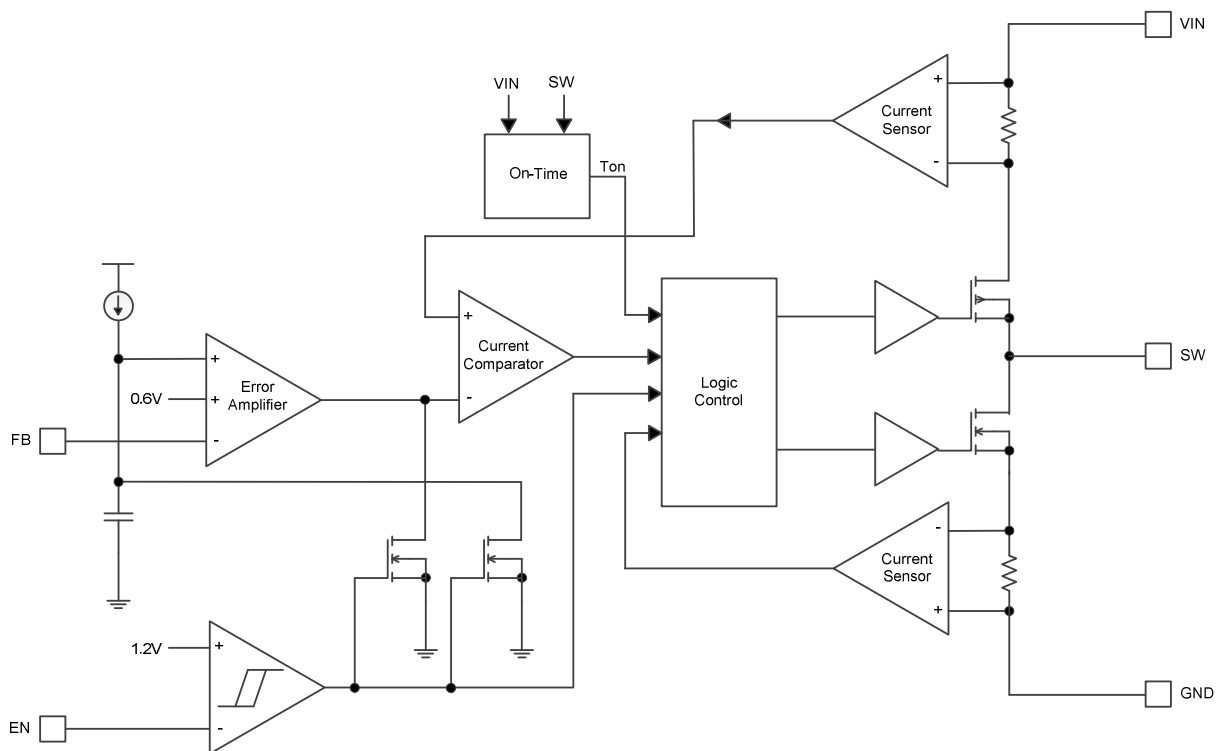 VIN
VIN
SW
+
Current
Sensor
-
On-Time
Ton
+
Current
Comparator
-
Logic
Control
SW
+
Error
Amplifier
0.6V
+
FB
-
-
Current
Sensor
+
1.2V
+
GND
EN
-